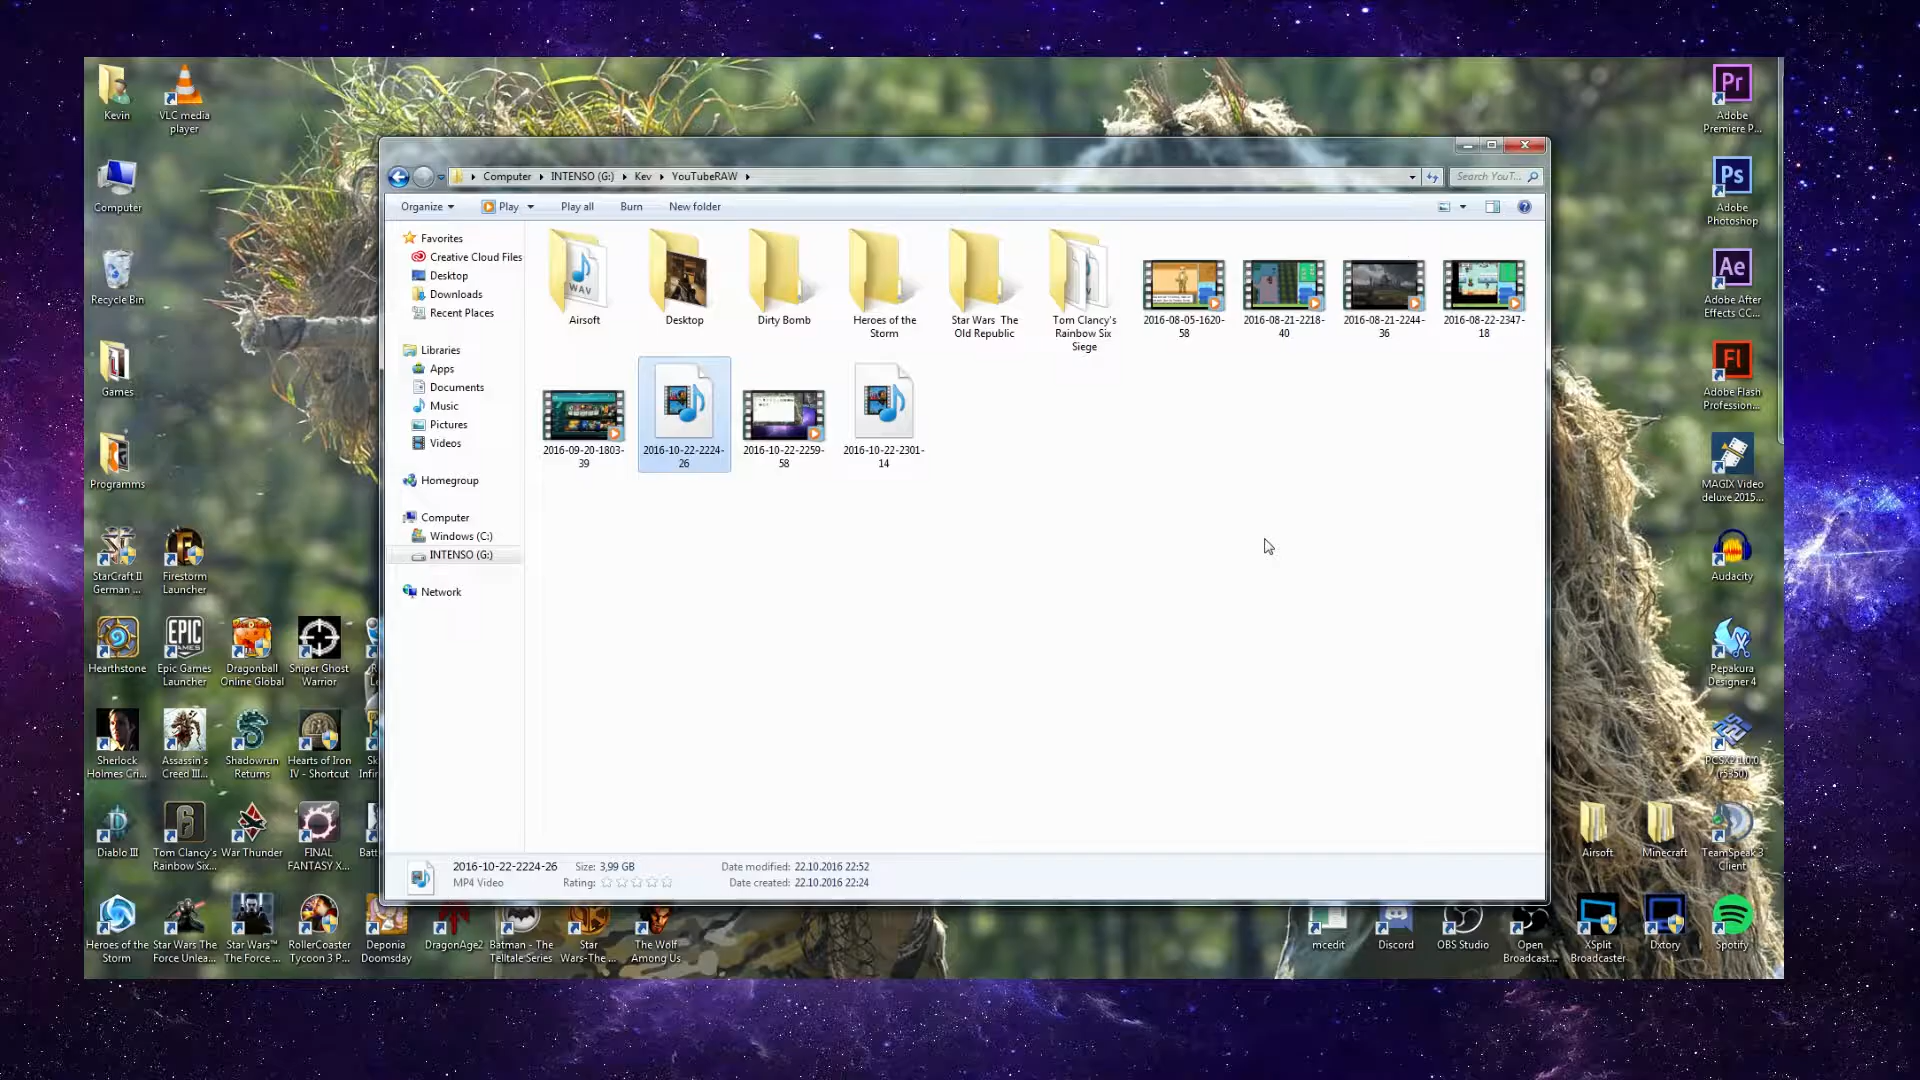 Kevin
VLC media
player
Computer
Recycle Bin
Games
Programms
StarCraft II
German ...
Firestorm
Launcher
Hearthstone
Epic Games
Launcher
Dragonball
Online Global
Sniper Ghost
Warrior
Sherlock
Holmes Cri...
Assassin's
Creed III...
Shadowrun
Returns
Hearts of Iron
IV - Shortcut
Diablo III
Tom Clancy's
Rainbow Six...
War Thunder
FINAL
FANTASY X...
Heroes of the
Storm
Star Wars The
Force Unlea...
Star Wars™
The Force ...
RollerCoaster
Tycoon 3 P...
Deponia
Doomsday
DragonAge2
Batman - The
Telltale Series
Star
Wars-The ...
The Wolf
Among Us
Computer
INTENSO (G:)
Kev
YouTubeRAW
Search YouT...
Organize
Play
Play all
Burn
New folder
Favorites
Creative Cloud Files
Desktop
Downloads
Recent Places
Libraries
Apps
Documents
Music
Pictures
Videos
Homegroup
Computer
Windows (C:)
INTENSO (G:)
Network
WAV
Airsoft
Desktop
Dirty Bomb
Heroes of the
Storm
Star Wars The
Old Republic
Tom Clancy's
Rainbow Six
Siege
2016-08-05-1620-
58
2016-08-21-2218-
40
2016-08-21-2244-
36
2016-08-22-2347-
18
2016-09-20-1803-
39
2016-10-22-2224-
26
2016-10-22-2259-
58
2016-10-22-2301-
14
2016-10-22-2224-26
MP4 Video
Size: 3,99 GB
Rating:
Date modified: 22.10.2016 22:52
Date created: 22.10.2016 22:24
Pr
Adobe
Premiere P...
Ps
Adobe
Photoshop
Ae
Adobe After
Effects CC...
Fl
Adobe Flash
Profession...
MAGIX Video
deluxe 2015...
Audacity
Pepakura
Designer 4
PCSX2 1.0.0
(r5350)
Airsoft
Minecraft
TeamSpeak 3
Client
mcedit
Discord
OBS Studio
Open
Broadcast...
XSplit
Broadcaster
Dxtory
Spotify